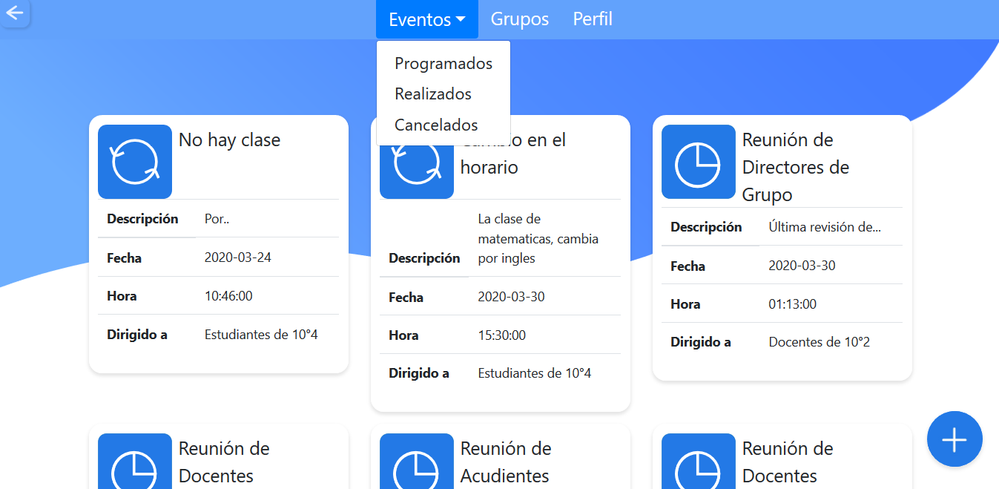 Eventos Grupos Perfil
Programados
Realizados
Cancelados
No hay clase
Descripción Por..
Fecha 2020-03-24
Hora 10:46:00
Dirigido a Estudiantes de 10°4
en el
horario
La clase de
matematicas, cambia
Descripción por ingles
Fecha 2020-03-30
Hora 15:30:00
Dirigido a Estudiantes de 10°4
Reunión de
Directores de
Grupo
Descripción Última revisión de...
Fecha 2020-03-30
Hora 01:13:00
Dirigido a Docentes de 10°2
Reunión de
Docentes
Reunión de
Acudientes
Reunión de
Docentes